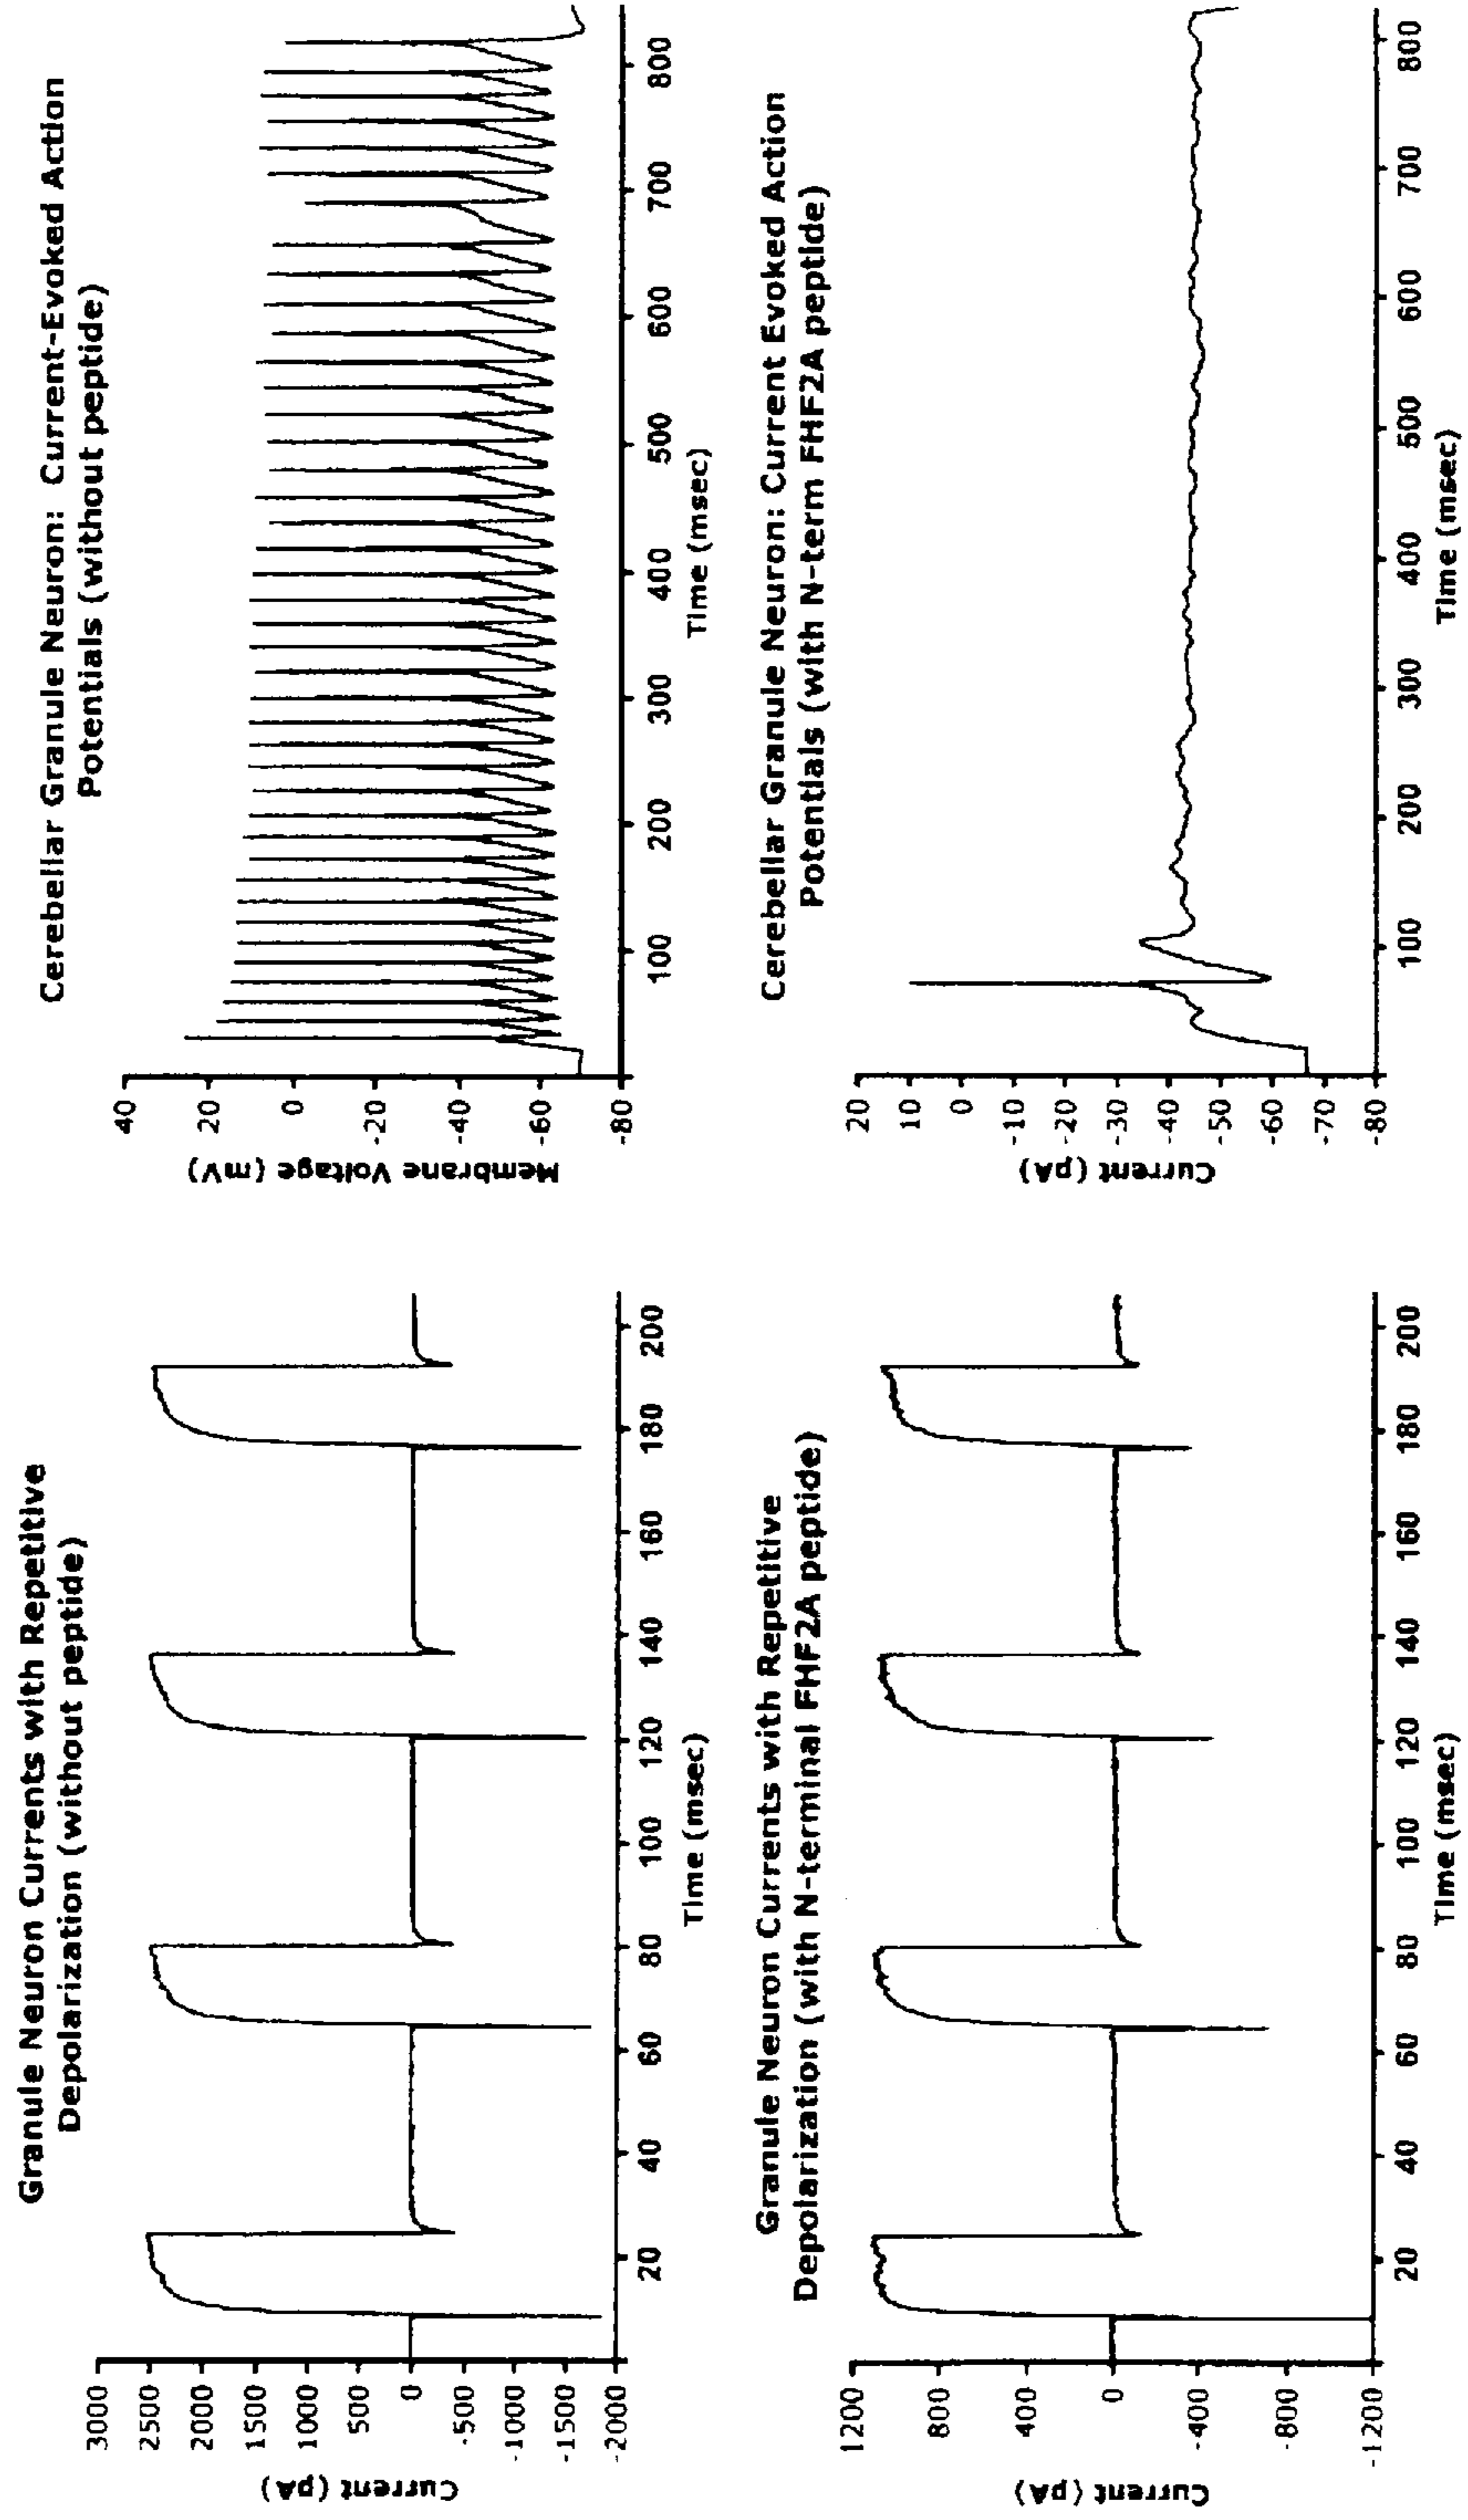 Granule Neuron Currents with Repetitive
Depolarization (without peptide)
Current (pA)
3000
2500
2000
1500
1000
500
0
-500
-1000
-1500
-2000
20 40 60 80 100 120 140 160 180 200
Time (msec)
Cerebellar Granule Neuron: Current-Evoked Action
Potentials (without peptide)
Membrane Voltage (mV)
40
20
0
-20
-40
-60
-80
100 200 300 400 500 600 700 800
Time (msec)
Granule Neuron Currents with Repetitive
Depolarization (with N-terminal FHF2A peptide)
Current (pA)
1200
800
400
0
-400
-800
-1200
20 40 60 80 100 120 140 160 180 200
Time (msec)
Cerebellar Granule Neuron: Current Evoked Action
Potentials (with N-term FHF2A peptide)
Current (pA)
20
10
0
-10
-20
-30
-40
-50
-60
-70
-80
100 200 300 400 500 600 700 800
Time (msec)